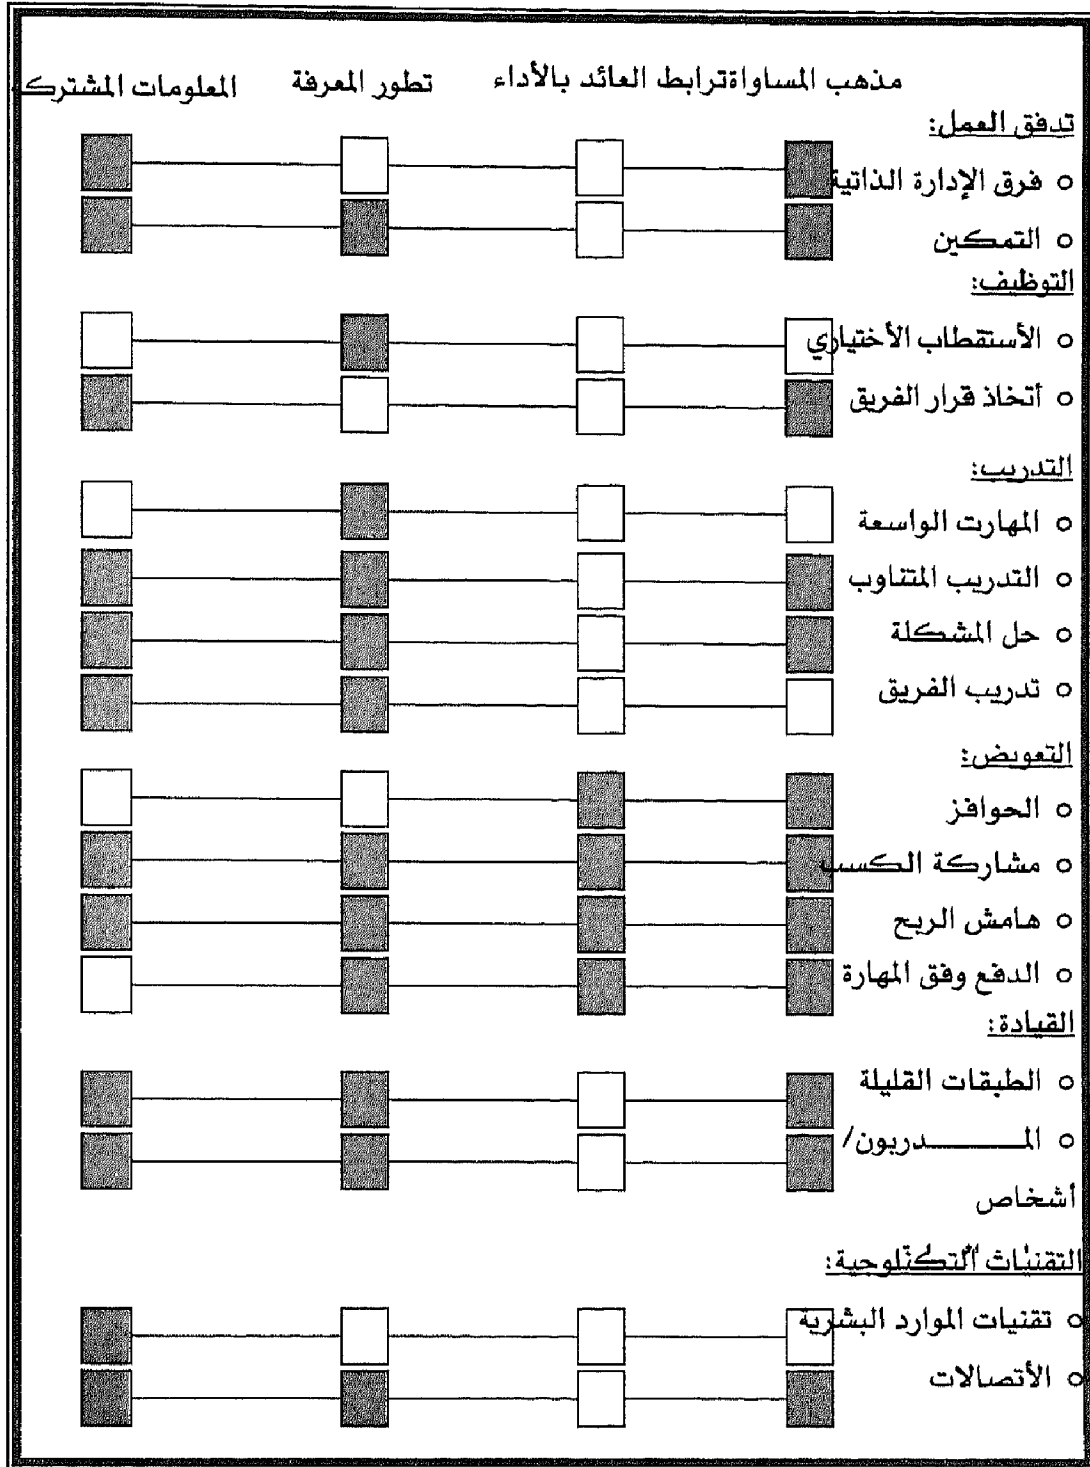 مذهب المساواة ترابط العائد بالأداء تطور المعرفة المعلومات المشترك
تدفق العمل:
o فرق الإدارة الذاتية
o التمكين
التوظيف:
o الأستقطاب الأختياري
o أتخاذ قرار الفريق
التدريب:
o المهارت الواسعة
o التدريب المتناوب
o حل المشكلة
o تدريب الفريق
التعويض:
o الحوافز
o مشاركة الكسب
o هامش الربح
o الدفع وفق المهارة
القيادة:
o الطبقات القليلة
o المـــــــــدربون/
أشخاص
التقنيات التكنلوجية:
o تقنيات الموارد البشرية
o الأتصالات